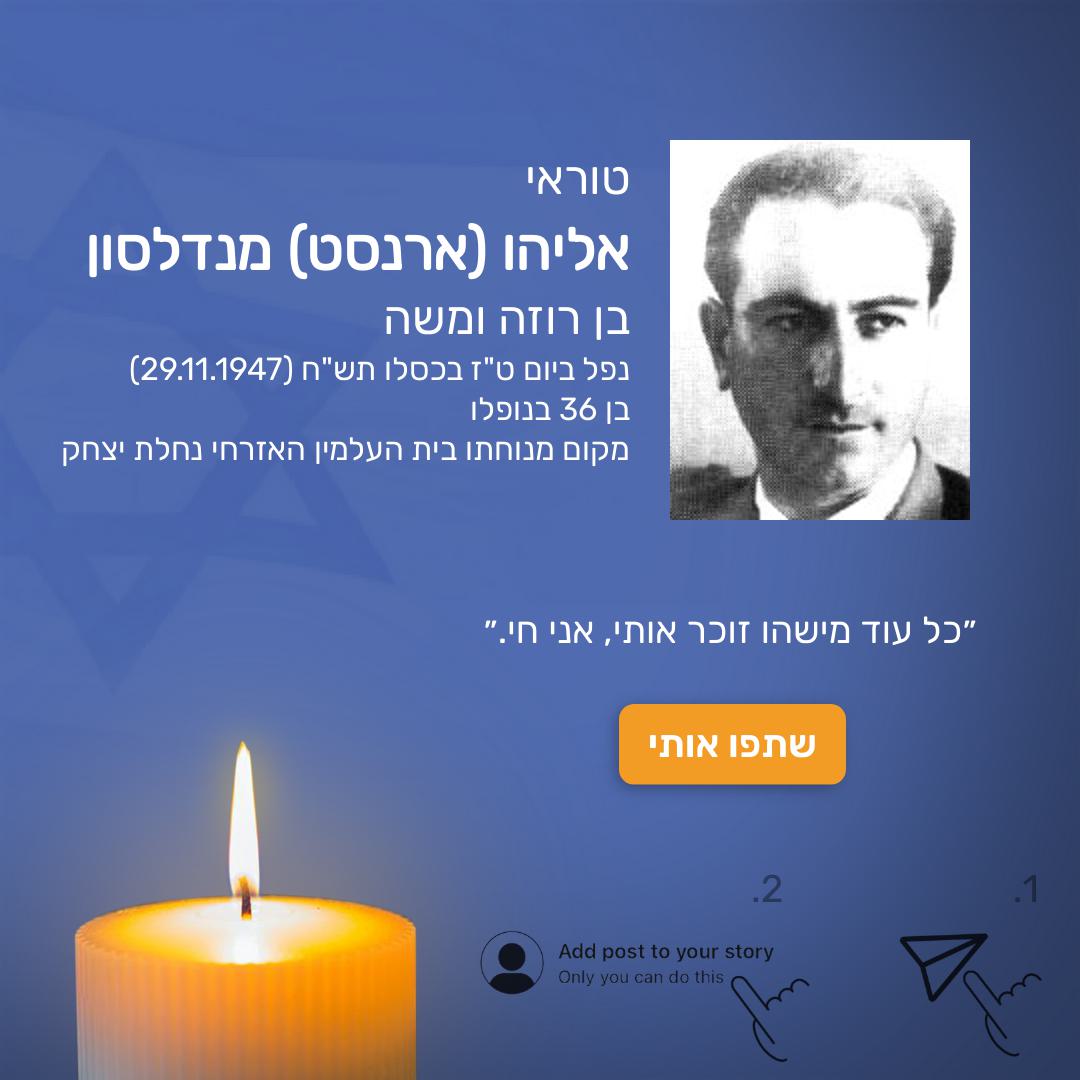 טוראי
אליהו (ארנסט) מנדלסון
בן רוזה ומשה
נפל ביום ט"ז בכסלו תש"ח (29.11.1947)
בן 36 בנופלו
מקום מנוחתו בית העלמין האזרחי נחלת יצחק
״כל עוד מישהו זוכר אותי, אני חי.״
שתפו אותי
1.
2.
Add post to your story
Only you can do this